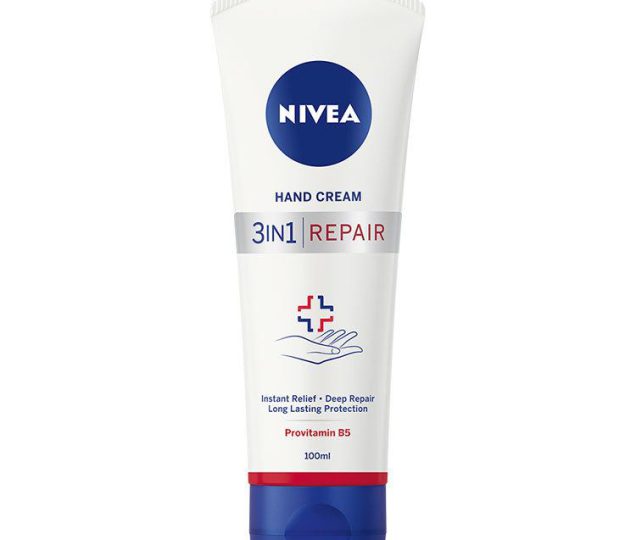 NIVEA
HAND CREAM
3IN1 | REPAIR
Instant Relief • Deep Repair
Long Lasting Protection
Provitamin B5
100ml